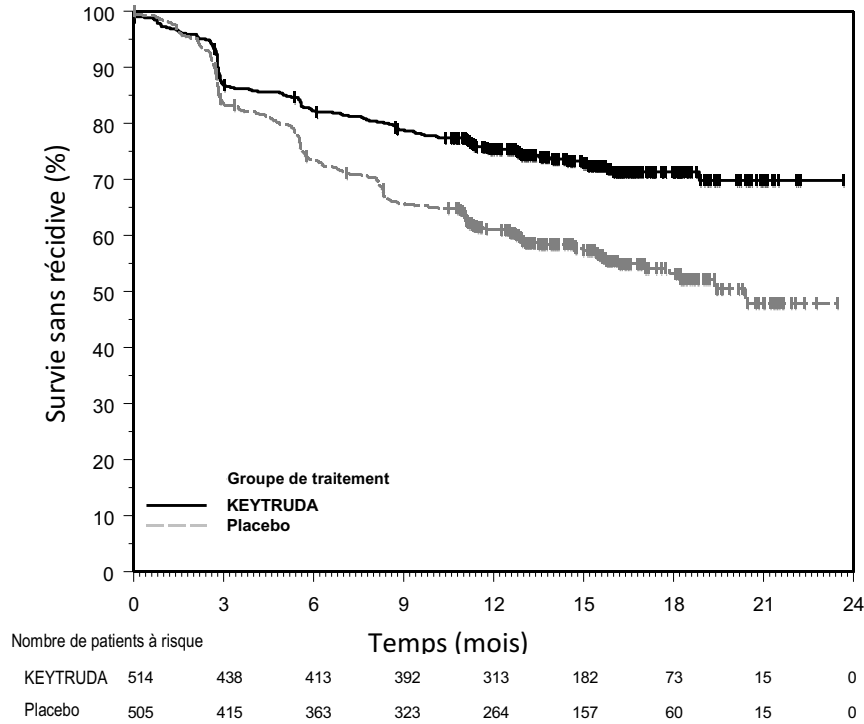 100
90
80
70
60
50
40
30
20
10
0
Survie sans récidive (%)
Groupe de traitement
KEYTRUDA
Placebo
0 3 6 9 12 15 18 21 24
Temps (mois)
Nombre de patients à risque
KEYTRUDA 514 438 413 392 313 182 73 15 0
Placebo 505 415 363 323 264 157 60 15 0